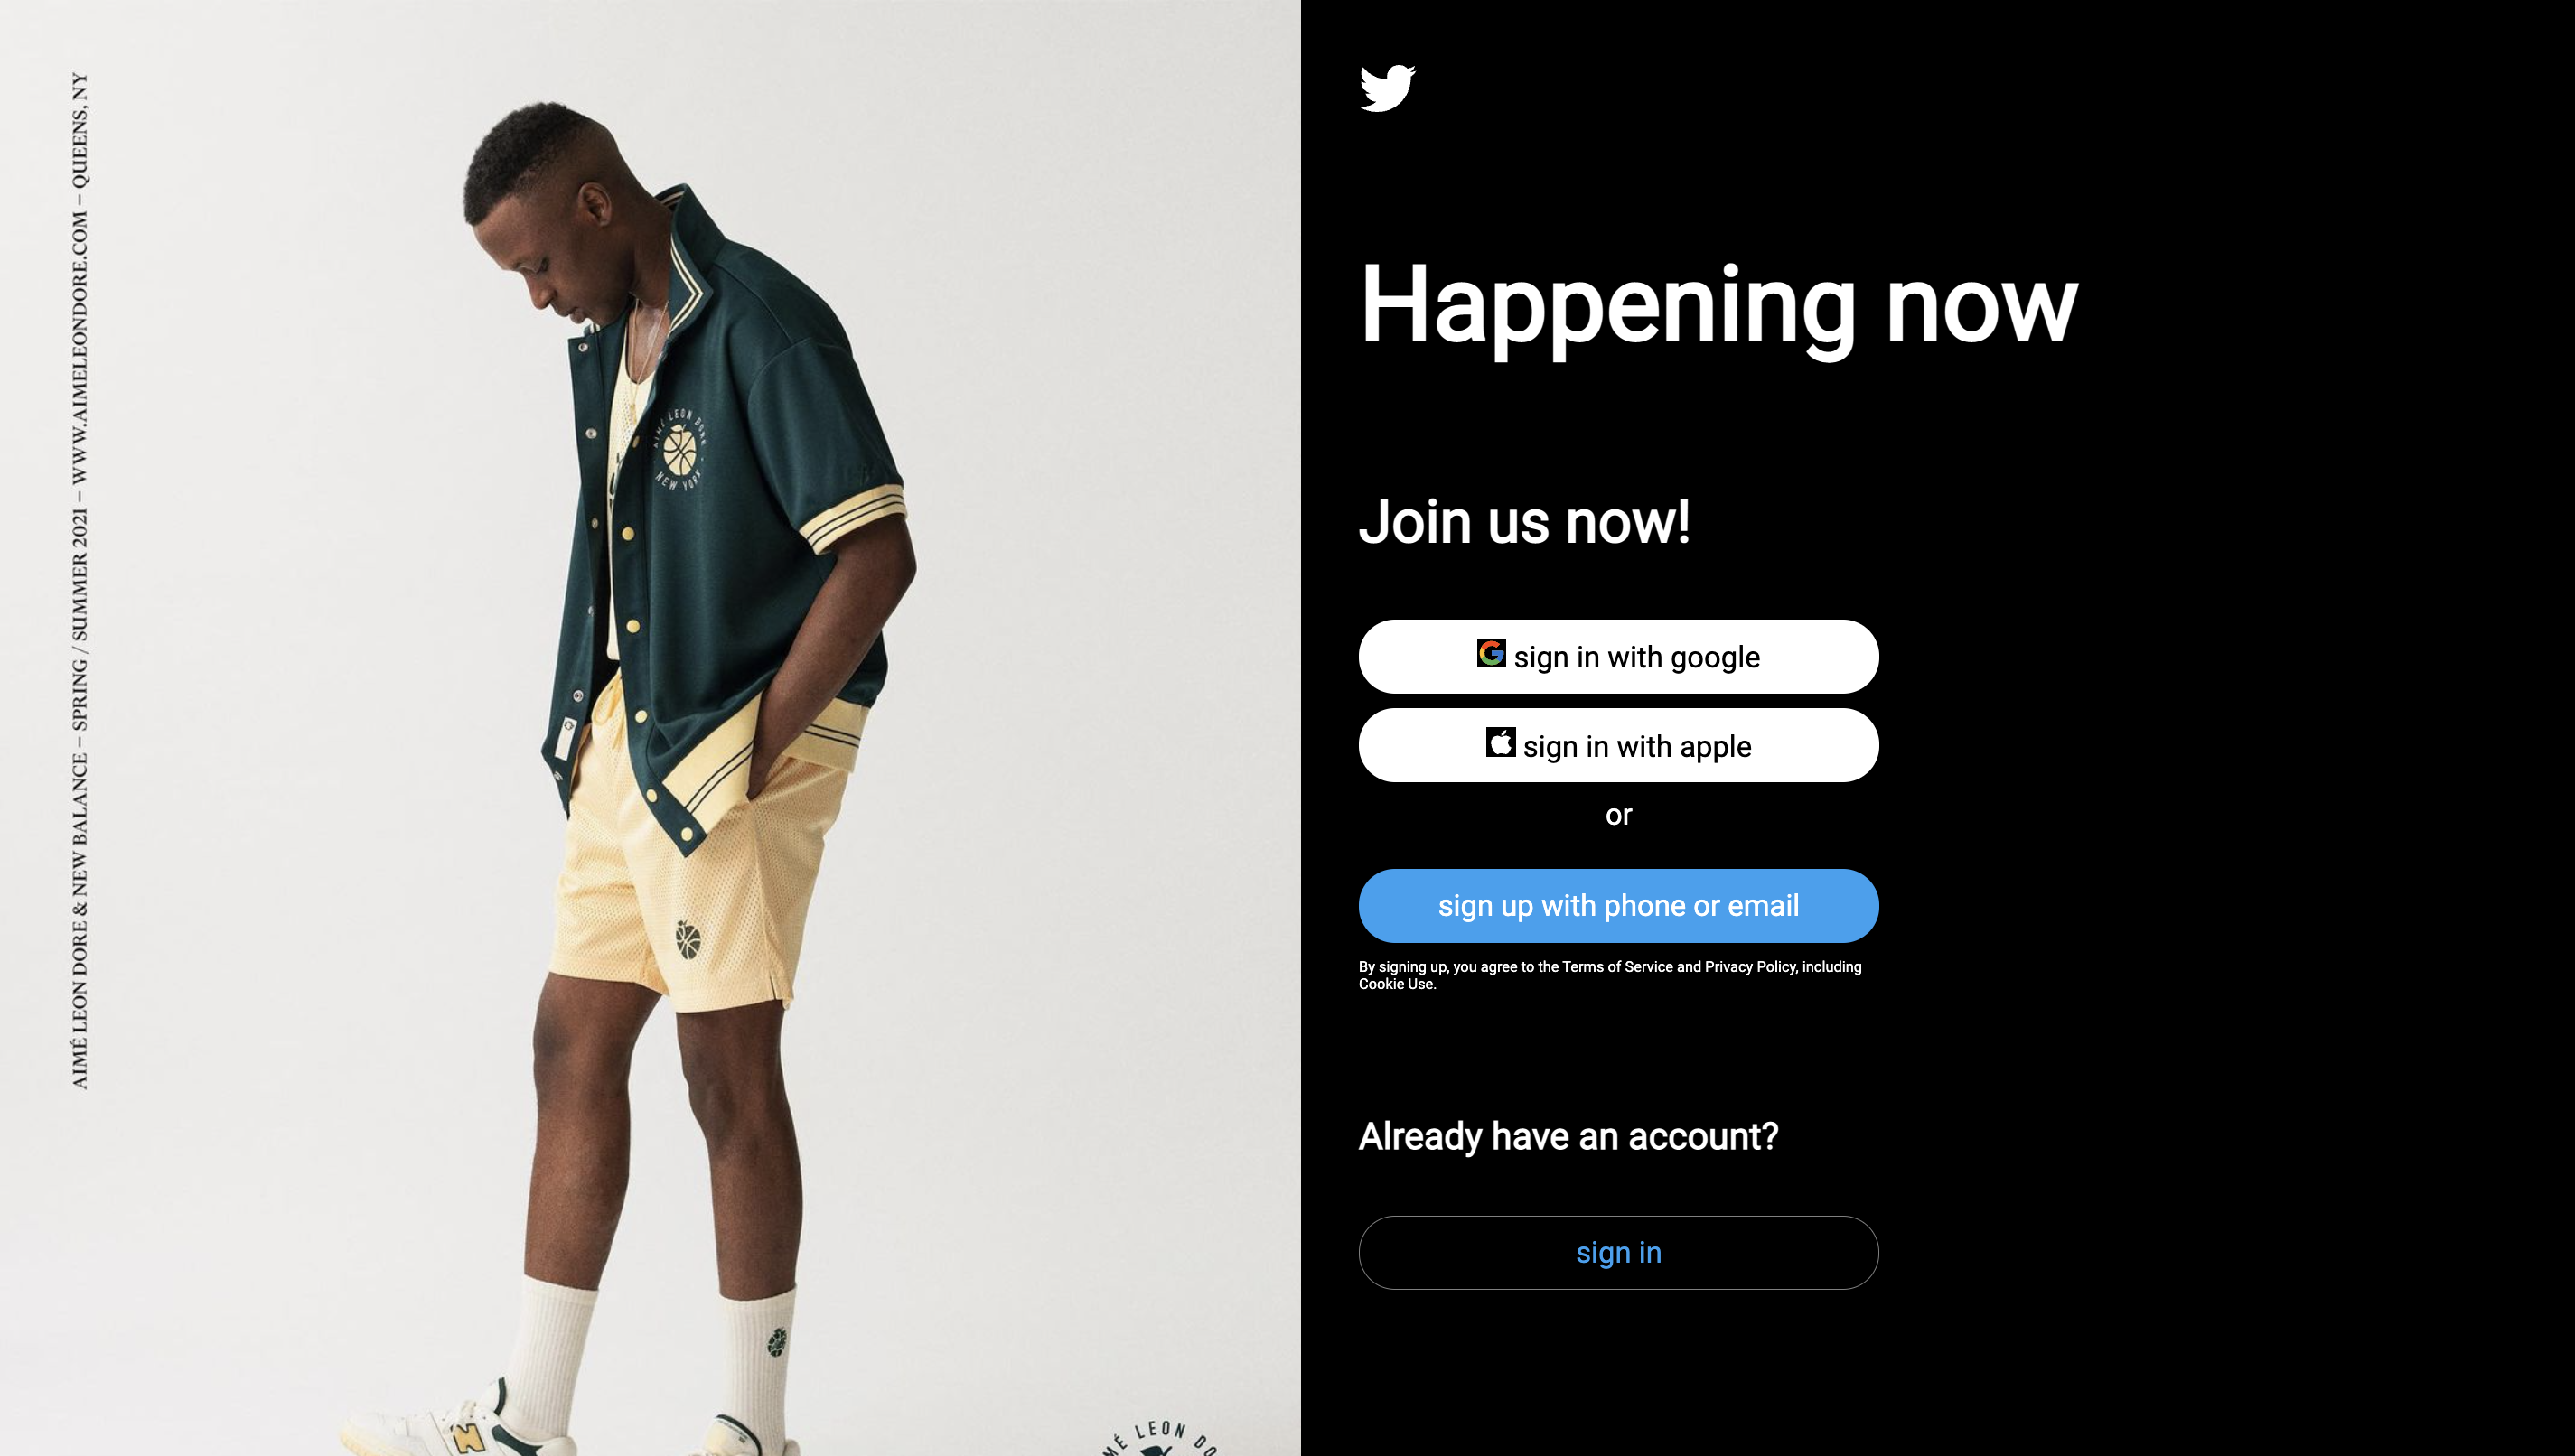 AIMÉ LEON DORE & NEW BALANCE – SPRING / SUMMER 2021 – WWW.AIMELEONDORE.COM – QUEENS, NY
AIMÉ LEON DORE
NEW YORK
N
LEON
Happening now
Join us now!
G sign in with google
sign in with apple
or
sign up with phone or email
By signing up, you agree to the Terms of Service and Privacy Policy, including
Cookie Use.
Already have an account?
sign in